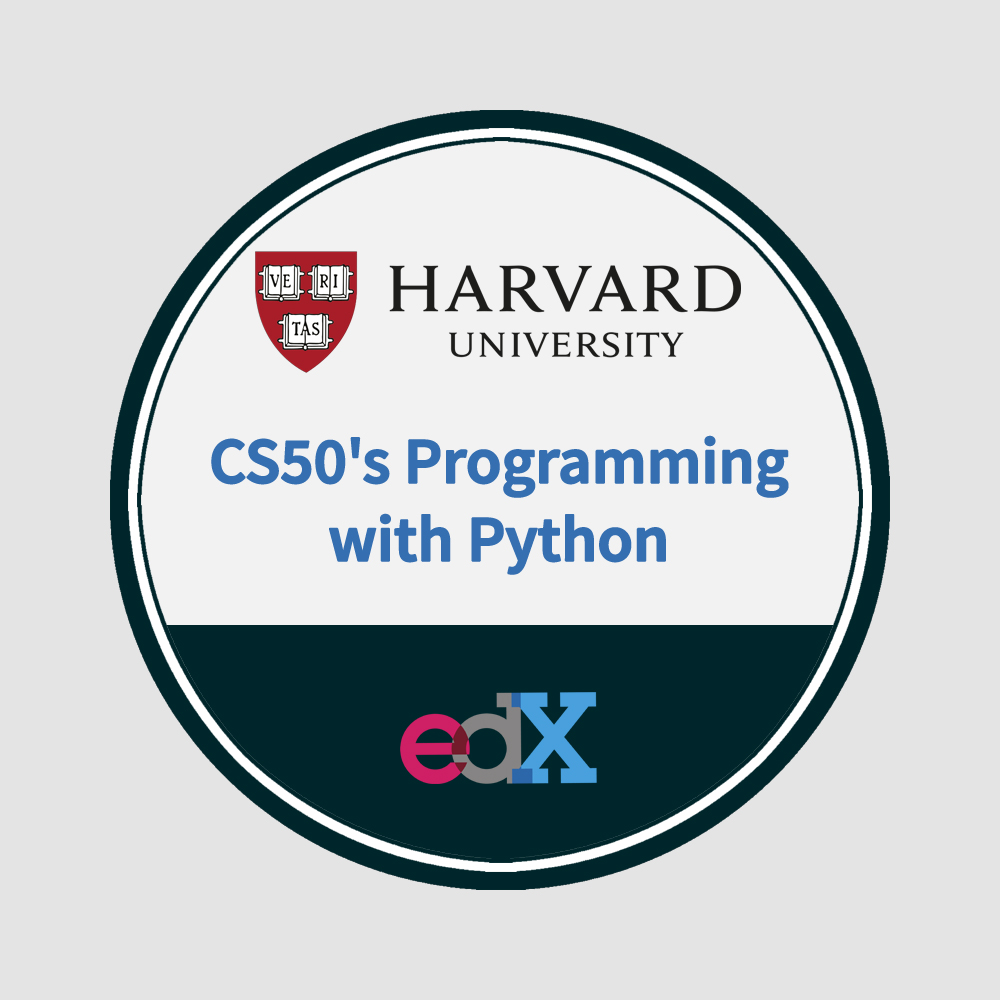 VE RI
TAS
HARVARD
UNIVERSITY
CS50's Programming
with Python
edX